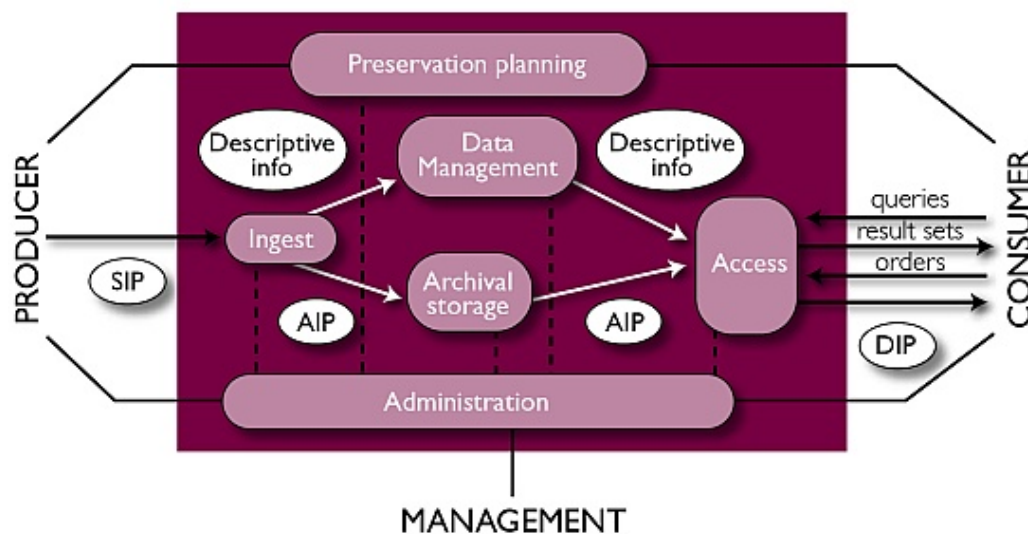 Preservation planning
Descriptive
info
Data
Management
Descriptive
info
PRODUCER
Ingest
SIP
AIP
Archival
storage
AIP
Access
queries
result sets
orders
DIP
CONSUMER
Administration
MANAGEMENT